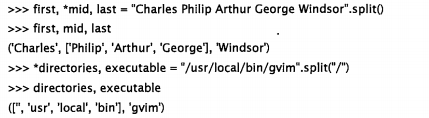 >>> first, *mid, last = "Charles Philip Arthur George Windsor".split()
>>> first, mid, last
('Charles', ['Philip', 'Arthur', 'George'], 'Windsor')
>>> *directories, executable = "/usr/local/bin/gvim".split("/")
>>> directories, executable
(['', 'usr', 'local', 'bin'], 'gvim')